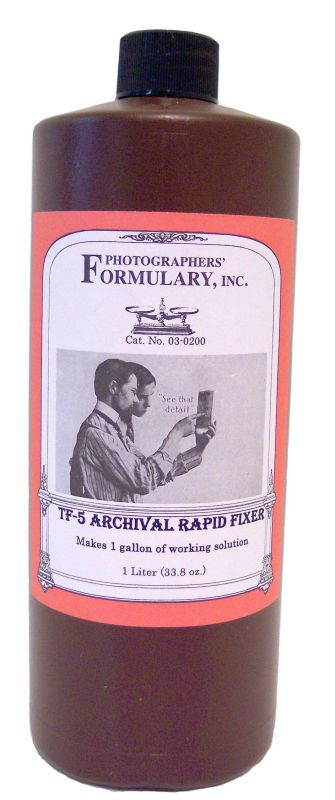 PHOTOGRAPHERS'
FORMULARY, INC.
Cat. No. 03-0200
"See that
detail"
TF-5 ARCHIVAL RAPID FIXER
Makes 1 gallon of working solution
1 Liter (33.8 oz.)